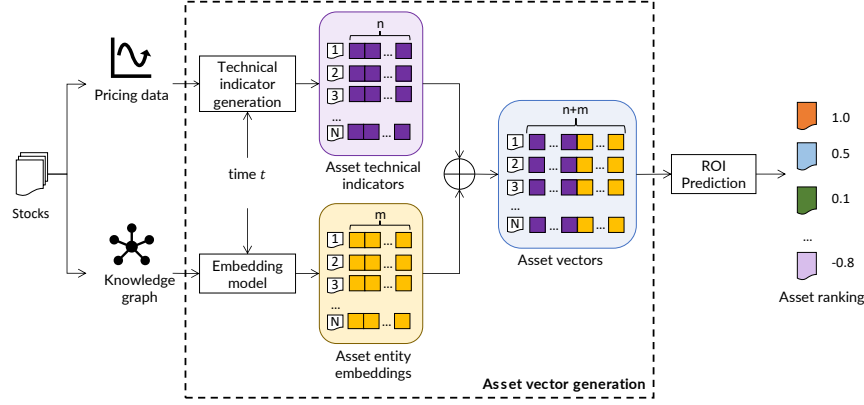 Stocks
Pricing data
Knowledge
graph
Technical
indicator
generation
time t
Embedding
model
n
1
2
3
...
N
...
...
...
...
Asset technical
indicators
m
1
2
3
...
N
...
...
...
...
Asset entity
embeddings
n+m
1
2
3
...
N
... ...
... ...
... ...
... ...
Asset vectors
Asset vector generation
ROI
Prediction
1.0
0.5
0.1
...
-0.8
Asset ranking